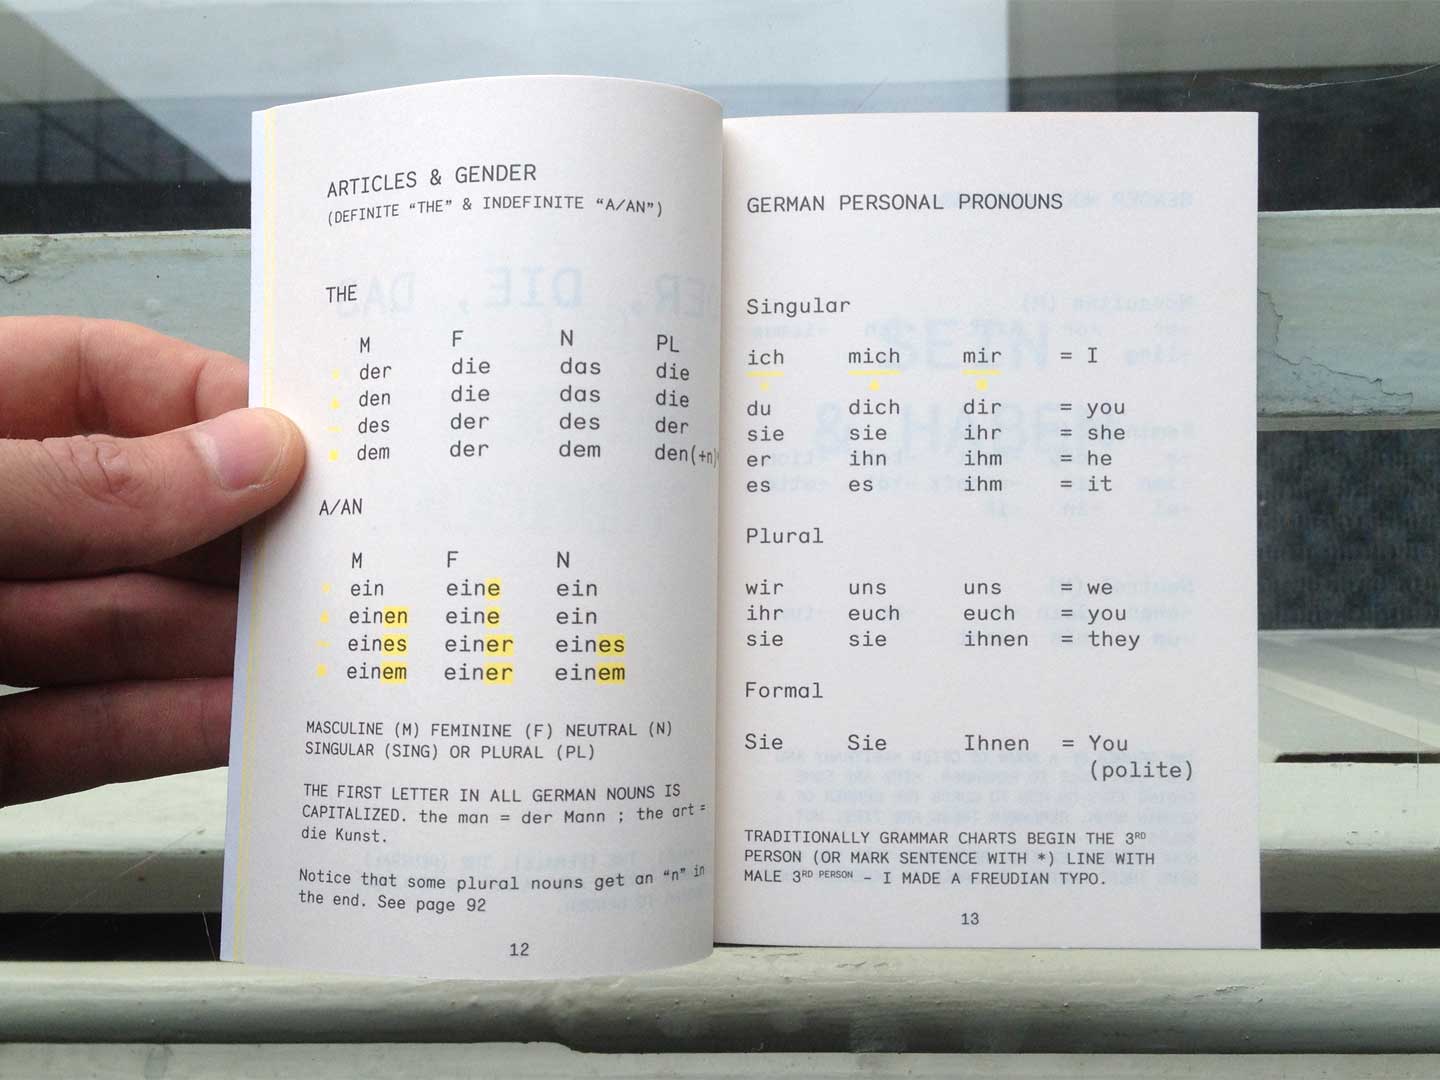 ARTICLES & GENDER
(DEFINITE “THE” & INDEFINITE “A/AN”)
THE
M F N PL
der die das die
den die das die
des der des der
dem der dem den(+n)
A/AN
M F N
ein eine ein
einen eine ein
eines einer eines
einem einer einem
MASCULINE (M) FEMININE (F) NEUTRAL (N)
SINGULAR (SING) OR PLURAL (PL)
THE FIRST LETTER IN ALL GERMAN NOUNS IS
CAPITALIZED. the man = der Mann ; the art =
die Kunst.
Notice that some plural nouns get an “n” in
the end. See page 92
12
GERMAN PERSONAL PRONOUNS
Singular
ich mich mir = I
du dich dir = you
sie sie ihr = she
er ihn ihm = he
es es ihm = it
Plural
wir uns uns = we
ihr euch euch = you
sie sie ihnen = they
Formal
Sie Sie Ihnen = You
(polite)
TRADITIONALLY GRAMMAR CHARTS BEGIN THE 3RD
PERSON (OR MARK SENTENCE WITH *) LINE WITH
MALE 3RD PERSON – I MADE A FREUDIAN TYPO.
13